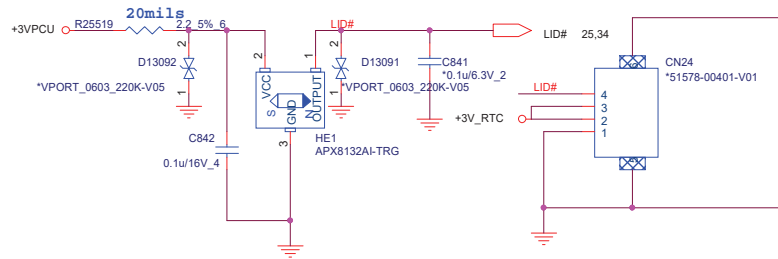 20mils
+3VPCU
R25519
2.2_5%_6
LID#
LID# 25,34
2
D13092
1
*VPORT_0603_220K-V05
2
VCC
1
OUTPUT
S
N
GND
3
HE1
APX8132AI-TRG
2
D13091
1
*VPORT_0603_220K-V05
C841
*0.1u/6.3V_2
C842
0.1u/16V_4
CN24
*51578-00401-V01
LID#
+3V_RTC
4
3
2
1